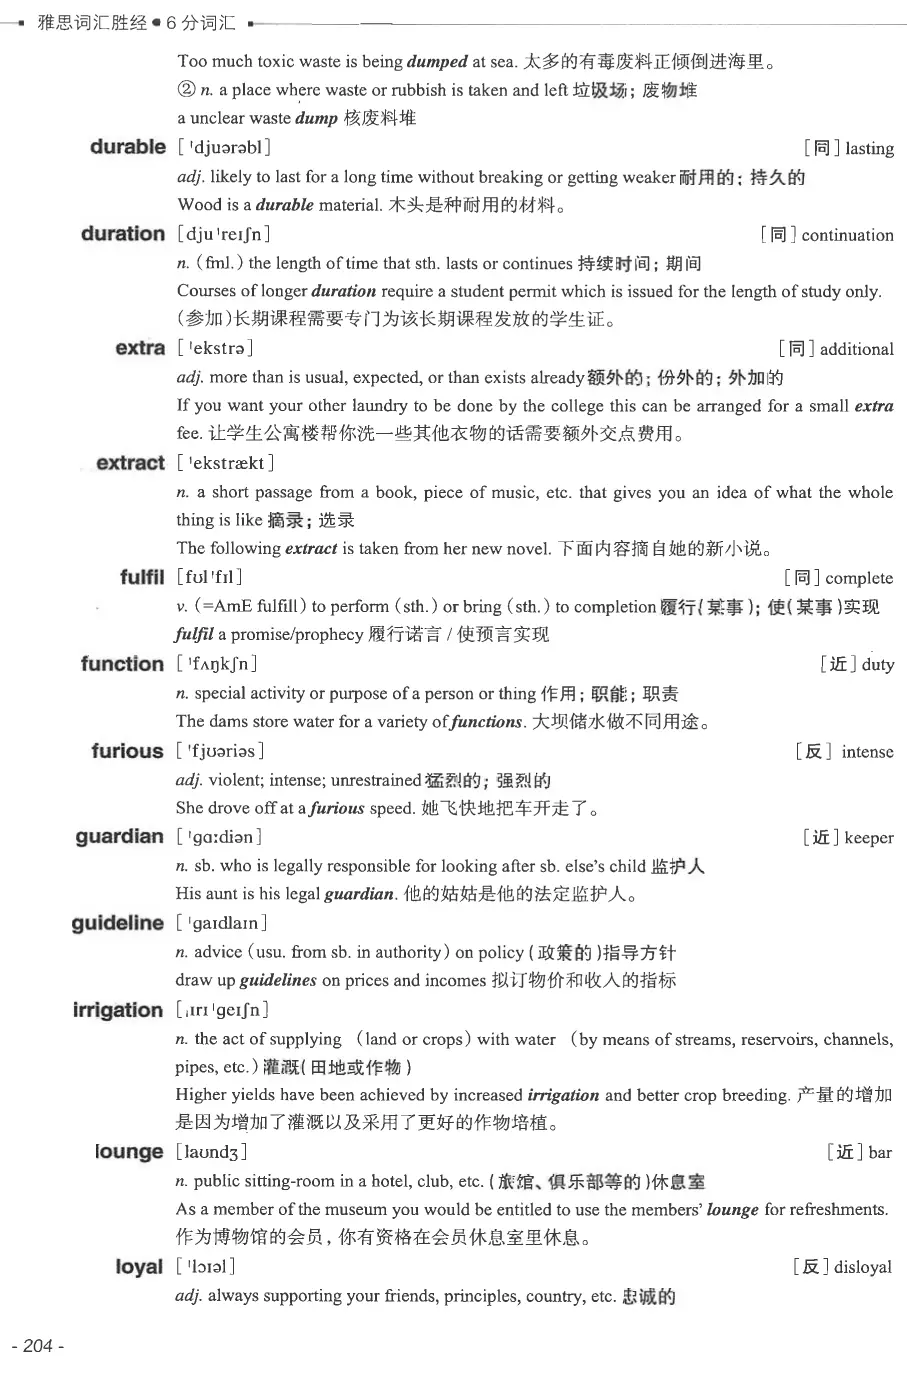 雅思词汇胜经•6分词汇
Too much toxic waste is being dumped at sea. 太多的有毒废料正倾倒进海里。
② n. a place where waste or rubbish is taken and left 垃圾场；废物堆
a unclear waste dump 核废料堆
durable [ˈdjuərəbl] [同] lasting
adj. likely to last for a long time without breaking or getting weaker 耐用的；持久的
Wood is a durable material. 木头是种耐用的材料。
duration [djuˈreɪʃn] [同] continuation
n. (fml.) the length of time that sth. lasts or continues 持续时间；期间
Courses of longer duration require a student permit which is issued for the length of study only.
(参加)长期课程需要专门为该长期课程发放的学生证。
extra [ˈekstrə] [同] additional
adj. more than is usual, expected, or than exists already 额外的；份外的；外加的
If you want your other laundry to be done by the college this can be arranged for a small extra
fee. 让学生公寓楼帮你洗一些其他衣物的话需要额外交点费用。
extract [ˈekstrækt]
n. a short passage from a book, piece of music, etc. that gives you an idea of what the whole
thing is like 摘录；选录
The following extract is taken from her new novel. 下面内容摘自她的新小说。
fulfil [fʊlˈfɪl] [同] complete
v. (=AmE fulfill) to perform (sth.) or bring (sth.) to completion 履行(某事)；使(某事)实现
fulfil a promise/prophecy 履行诺言/使预言实现
function [ˈfʌŋkʃn] [近] duty
n. special activity or purpose of a person or thing 作用；职能；职责
The dams store water for a variety of functions. 大坝储水做不同用途。
furious [ˈfjʊəriəs] [反] intense
adj. violent; intense; unrestrained 猛烈的；强烈的
She drove off at a furious speed. 她飞快地把车开走了。
guardian [ˈɡɑːdiən] [近] keeper
n. sb. who is legally responsible for looking after sb. else's child 监护人
His aunt is his legal guardian. 他的姑姑是他的法定监护人。
guideline [ˈɡaɪdlaɪn]
n. advice (usu. from sb. in authority) on policy (政策的)指导方针
draw up guidelines on prices and incomes 拟订物价和收入的指标
irrigation [ˌɪrɪˈɡeɪʃn]
n. the act of supplying (land or crops) with water (by means of streams, reservoirs, channels,
pipes, etc.) 灌溉(田地或作物)
Higher yields have been achieved by increased irrigation and better crop breeding. 产量的增加
是因为增加了灌溉以及采用了更好的作物培植。
lounge [laʊndʒ] [近] bar
n. public sitting-room in a hotel, club, etc. (旅馆、俱乐部等的)休息室
As a member of the museum you would be entitled to use the members' lounge for refreshments.
作为博物馆的会员，你有资格在会员休息室里休息。
loyal [ˈlɔɪəl] [反] disloyal
adj. always supporting your friends, principles, country, etc. 忠诚的
- 204 -